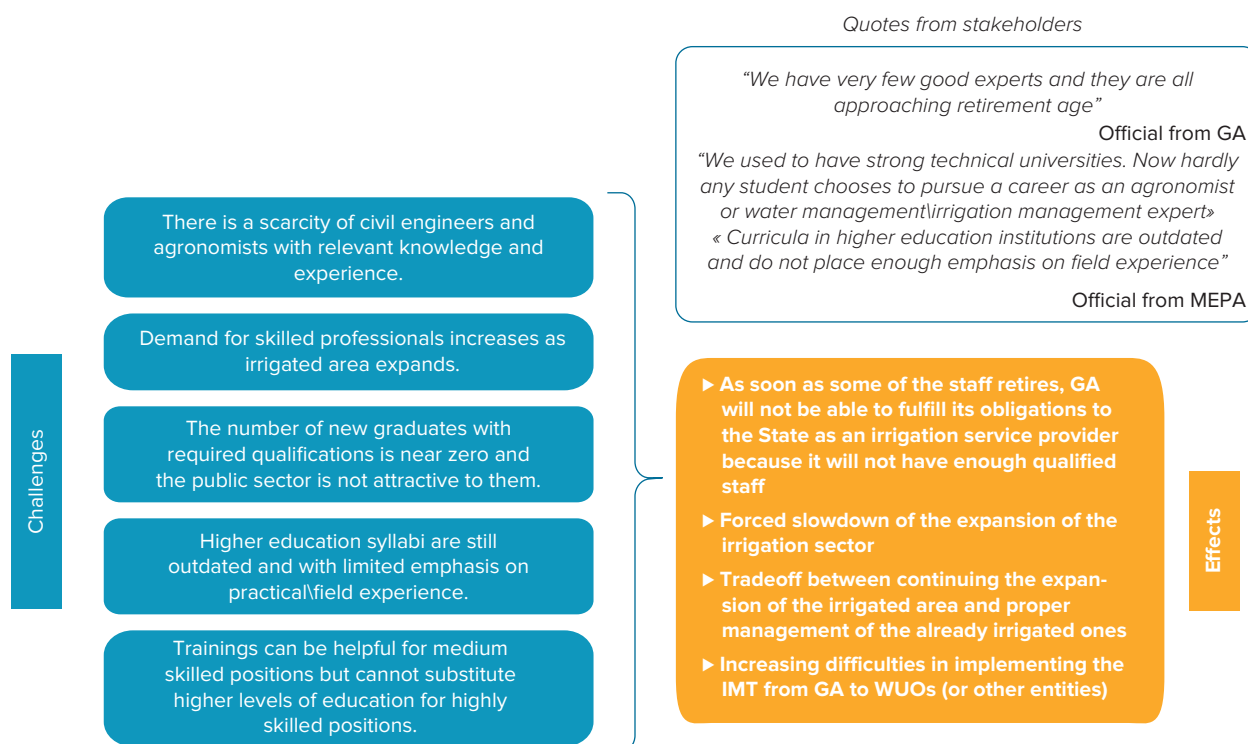 Quotes from stakeholders
“We have very few good experts and they are all
approaching retirement age”
Official from GA
“We used to have strong technical universities. Now hardly
any student chooses to pursue a career as an agronomist
or water management\irrigation management expert»
« Curricula in higher education institutions are outdated
and do not place enough emphasis on field experience”
Official from MEPA
Challenges
There is a scarcity of civil engineers and
agronomists with relevant knowledge and
experience.
Demand for skilled professionals increases as
irrigated area expands.
The number of new graduates with
required qualifications is near zero and
the public sector is not attractive to them.
Higher education syllabi are still
outdated and with limited emphasis on
practical\field experience.
Trainings can be helpful for medium
skilled positions but cannot substitute
higher levels of education for highly
skilled positions.
▶ As soon as some of the staff retires, GA
will not be able to fulfill its obligations to
the State as an irrigation service provider
because it will not have enough qualified
staff
▶ Forced slowdown of the expansion of the
irrigation sector
▶ Tradeoff between continuing the expan-
sion of the irrigated area and proper
management of the already irrigated ones
▶ Increasing difficulties in implementing the
IMT from GA to WUOs (or other entities)
Effects